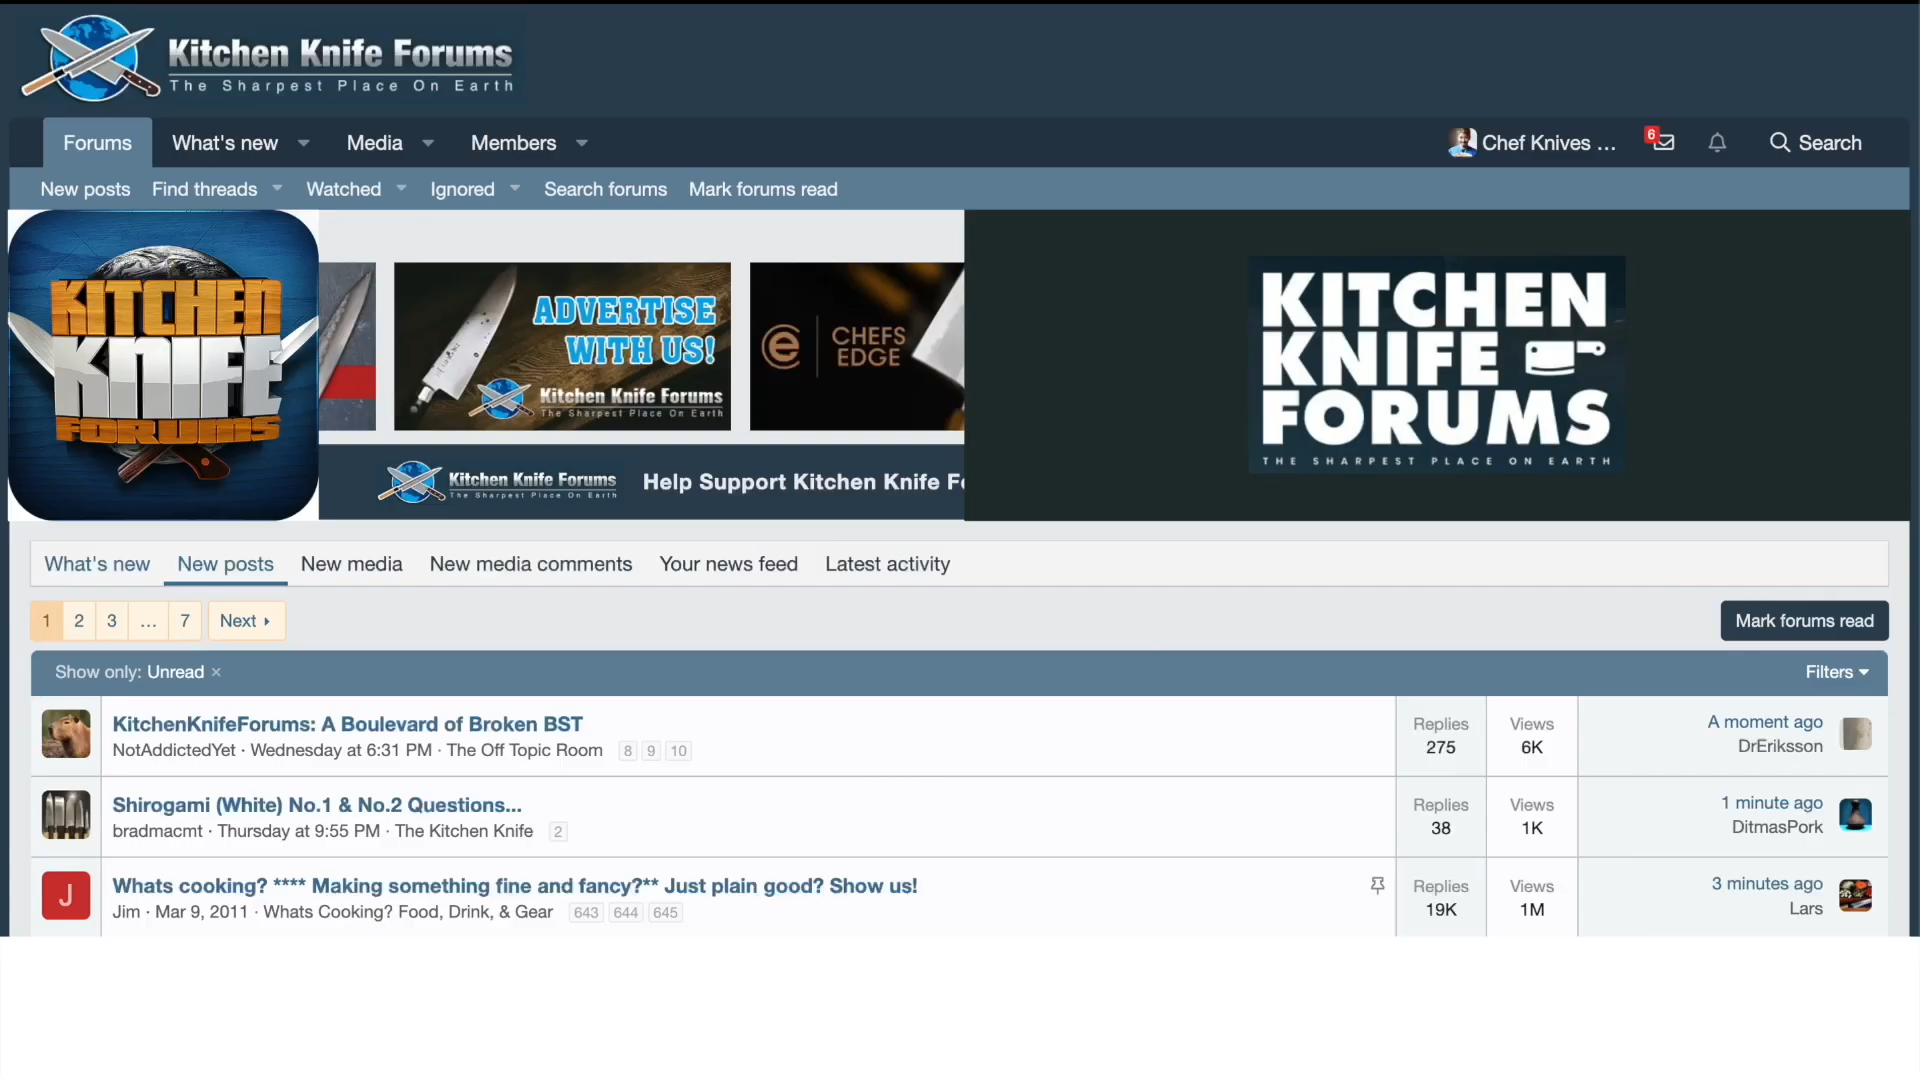 Kitchen Knife Forums
The Sharpest Place On Earth
Forums What's new Media Members Chef Knives ... 6 Search
New posts Find threads Watched Ignored Search forums Mark forums read
KITCHEN
KNIFE
FORUMS
ADVERTISE
WITH US!
Kitchen Knife Forums
The Sharpest Place On Earth
e CHEFS
EDGE
Kitchen Knife Forums
The Sharpest Place On Earth
Help Support Kitchen Knife Fo
KITCHEN
KNIFE
FORUMS
THE SHARPEST PLACE ON EARTH
What's new New posts New media New media comments Your news feed Latest activity
1 2 3 ... 7 Next Mark forums read
Show only: Unread × Filters
KitchenKnifeForums: A Boulevard of Broken BST
NotAddictedYet · Wednesday at 6:31 PM · The Off Topic Room 8 9 10
Replies
275
Views
6K
A moment ago
DrEriksson
Shirogami (White) No.1 & No.2 Questions...
bradmacmt · Thursday at 9:55 PM · The Kitchen Knife 2
Replies
38
Views
1K
1 minute ago
DitmasPork
J
Whats cooking? **** Making something fine and fancy?** Just plain good? Show us!
Jim · Mar 9, 2011 · Whats Cooking? Food, Drink, & Gear 643 644 645
Replies
19K
Views
1M
3 minutes ago
Lars